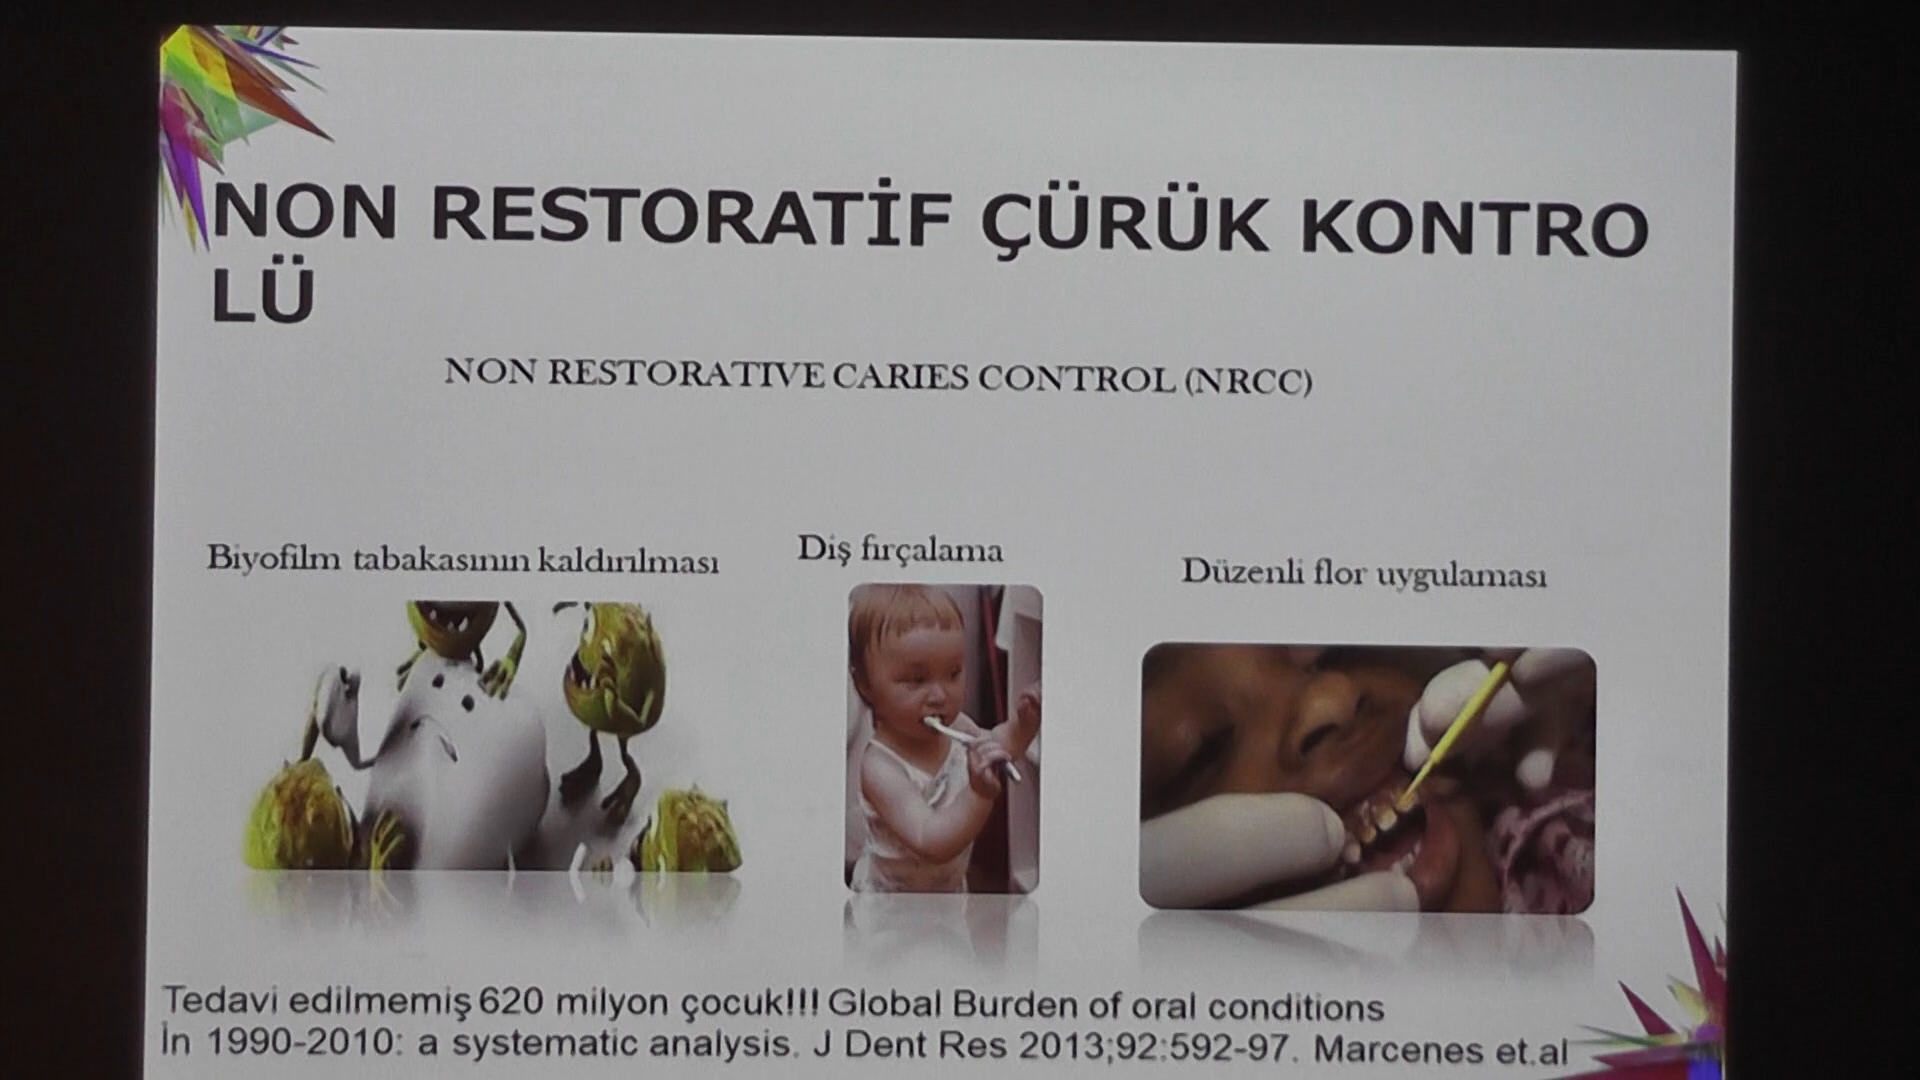 NON RESTORATİF ÇÜRÜK KONTRO
LÜ
NON RESTORATIVE CARIES CONTROL (NRCC)
Biyofilm tabakasının kaldırılması
Diş fırçalama
Düzenli flor uygulaması
Tedavi edilmemiş 620 milyon çocuk!!! Global Burden of oral conditions
İn 1990-2010: a systematic analysis. J Dent Res 2013;92:592-97. Marcenes et.al